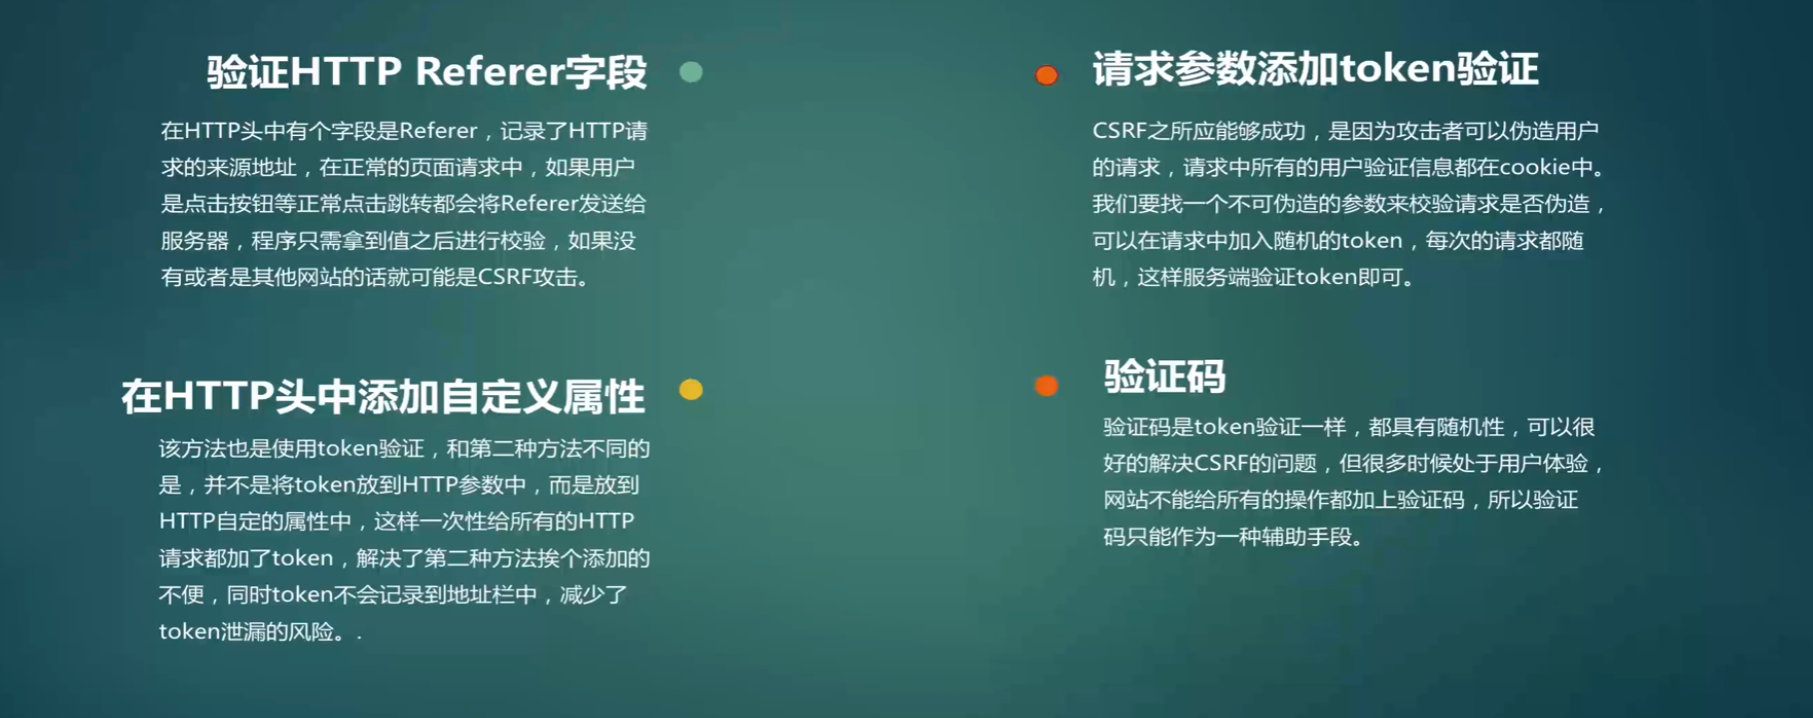 验证HTTP Referer字段
在HTTP头中有个字段是Referer，记录了HTTP请
求的来源地址，在正常的页面请求中，如果用户
是点击按钮等正常点击跳转都会将Referer发送给
服务器，程序只需拿到值之后进行校验，如果没
有或者是其他网站的话就可能是CSRF攻击。
请求参数添加token验证
CSRF之所应能够成功，是因为攻击者可以伪造用户
的请求，请求中所有的用户验证信息都在cookie中。
我们要找一个不可伪造的参数来校验请求是否伪造，
可以在请求中加入随机的token，每次的请求都随
机，这样服务端验证token即可。
在HTTP头中添加自定义属性
该方法也是使用token验证，和第二种方法不同的
是，并不是将token放到HTTP参数中，而是放到
HTTP自定的属性中，这样一次性给所有的HTTP
请求都加了token，解决了第二种方法挨个添加的
不便，同时token不会记录到地址栏中，减少了
token泄漏的风险。.
验证码
验证码是token验证一样，都具有随机性，可以很
好的解决CSRF的问题，但很多时候处于用户体验，
网站不能给所有的操作都加上验证码，所以验证
码只能作为一种辅助手段。